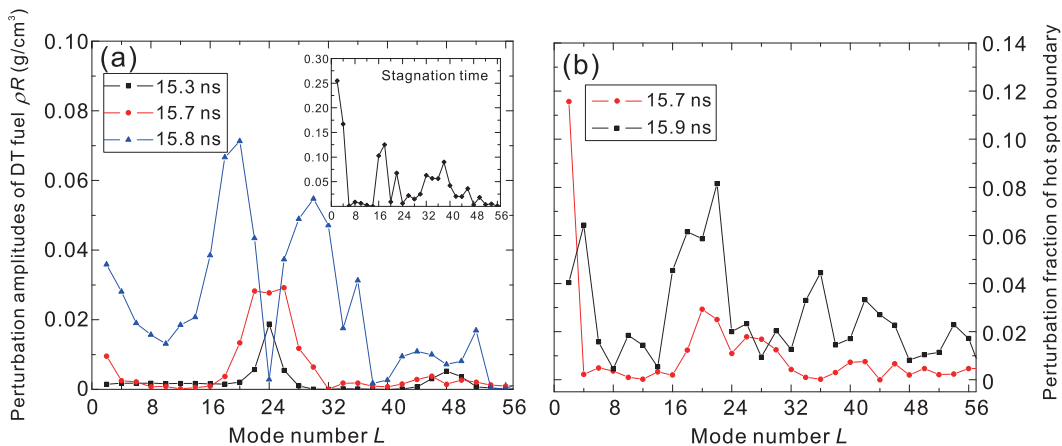 (a)
Perturbation amplitudes of DT fuel ρR (g/cm³)
0.10
0.08
0.06
0.04
0.02
0
15.3 ns
15.7 ns
15.8 ns
Stagnation time
0.30
0.25
0.20
0.15
0.10
0.05
8 16 24 32 40 48 56
0 8 16 24 32 40 48 56
Mode number L
(b)
15.7 ns
15.9 ns
0.14
0.12
0.10
0.08
0.06
0.04
0.02
0
Perturbation fraction of hot spot boundary
0 8 16 24 32 40 48 56
Mode number L